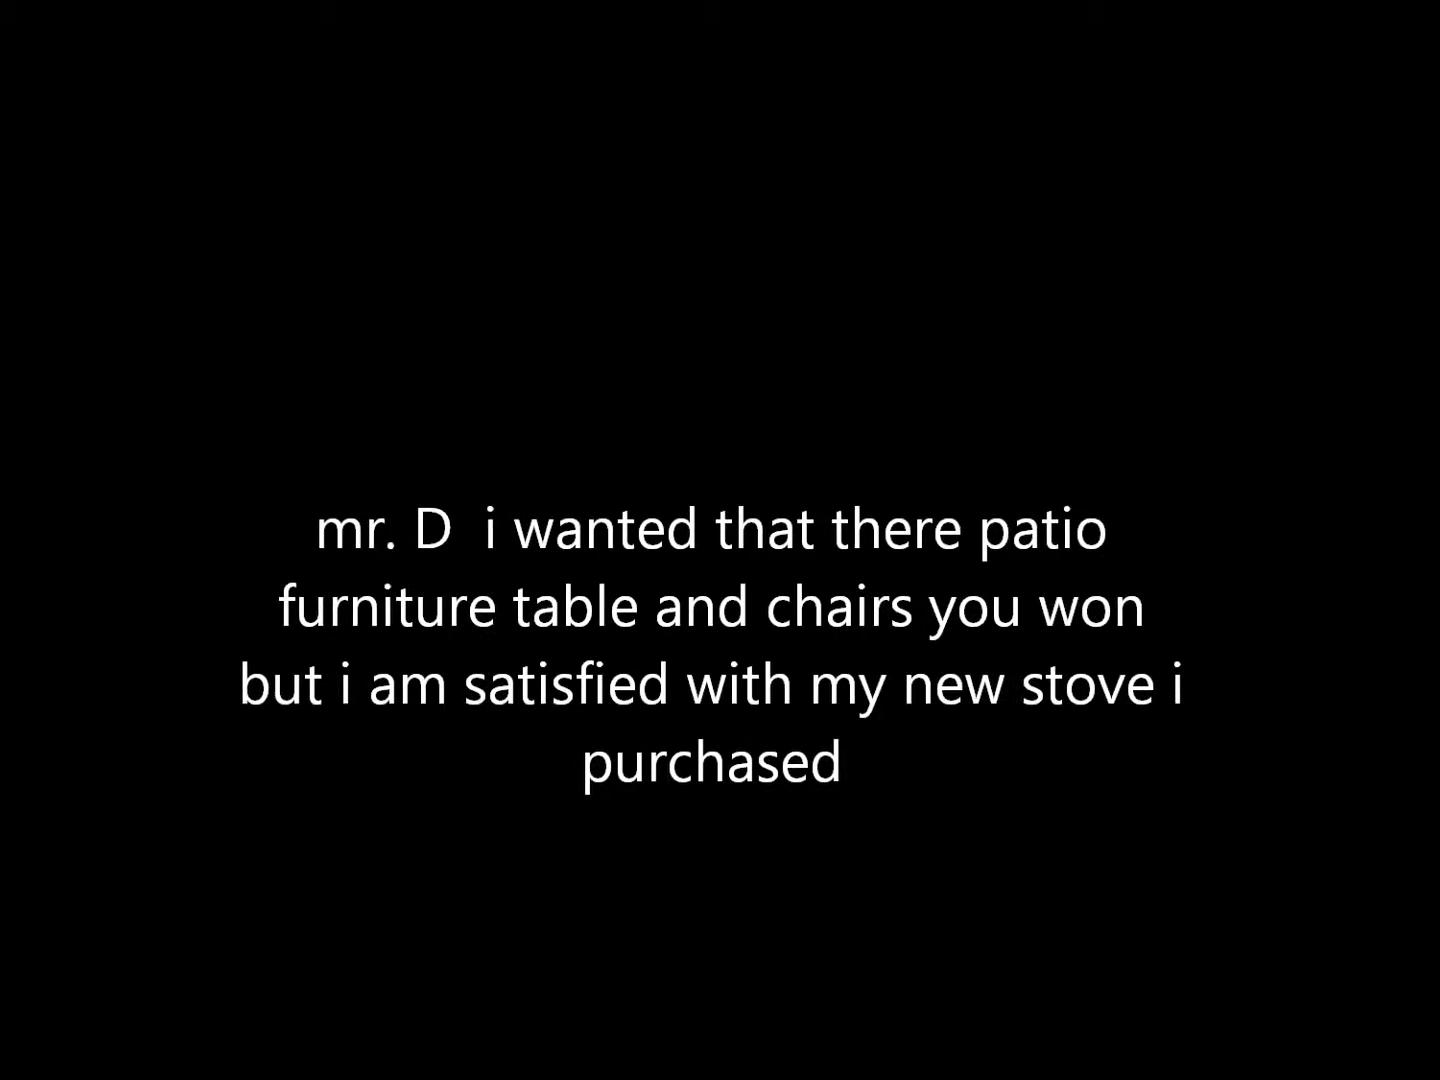 mr. D  i wanted that there patio
furniture table and chairs you won
but i am satisfied with my new stove i
purchased